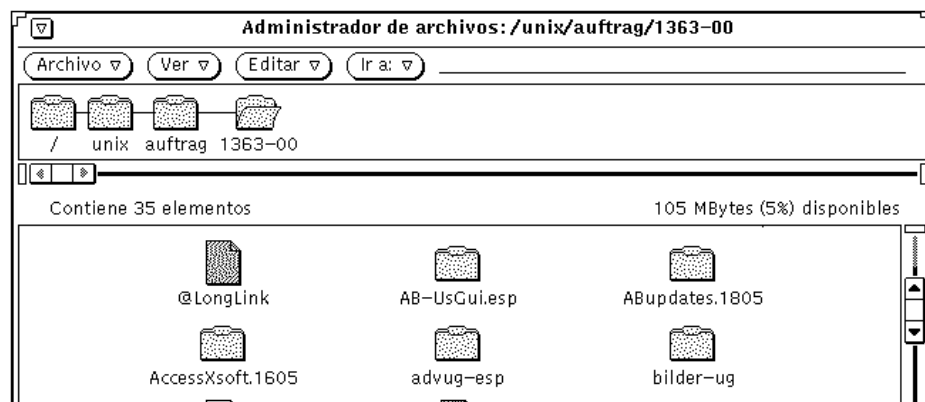 Administrador de archivos: /unix/auftrag/1363-00
Archivo Ver Editar Ir a:
/ unix auftrag 1363-00
Contiene 35 elementos 105 MBytes (5%) disponibles
@LongLink AB-UsGui.esp ABupdates.1805
AccessXsoft.1605 advug-esp bilder-ug